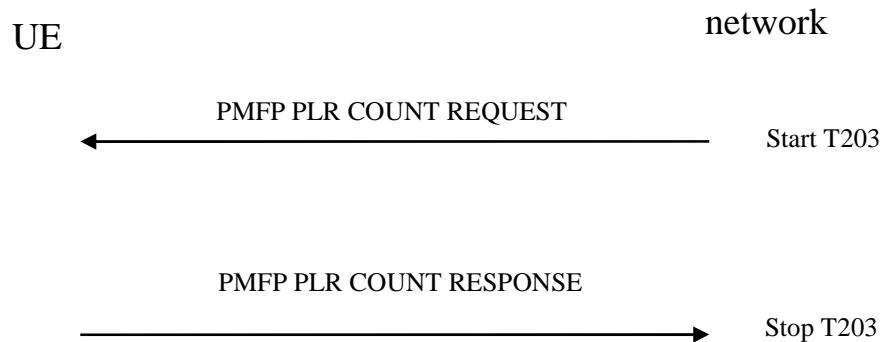 UE
network
PMFP PLR COUNT REQUEST
Start T203
PMFP PLR COUNT RESPONSE
Stop T203